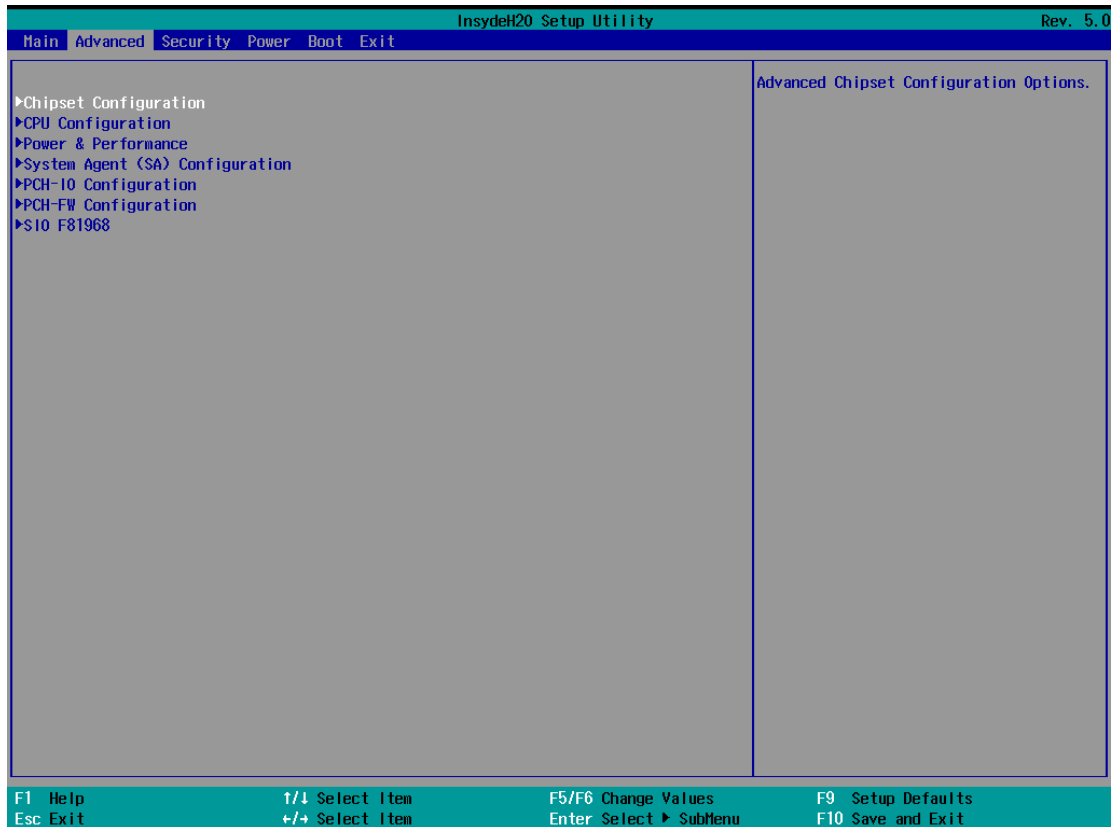 InsydeH20 Setup Utility Rev. 5.0
Main Advanced Security Power Boot Exit
Advanced Chipset Configuration Options.
▶Chipset Configuration
▶CPU Configuration
▶Power & Performance
▶System Agent (SA) Configuration
▶PCH-IO Configuration
▶PCH-FW Configuration
▶SIO F81968
F1 Help ↑/↓ Select Item F5/F6 Change Values F9 Setup Defaults
Esc Exit ←/→ Select Item Enter Select ▶ SubMenu F10 Save and Exit